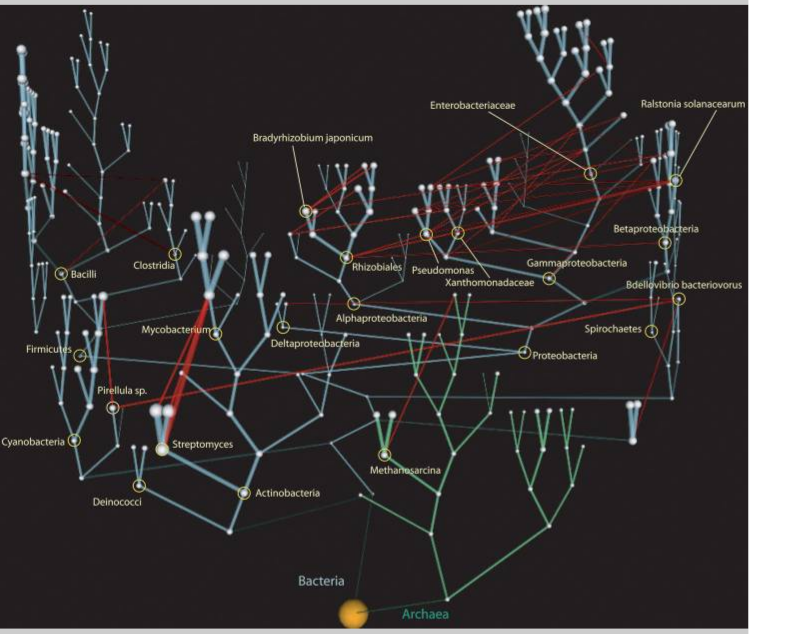 Enterobacteriaceae
Ralstonia solanacearum
Bradyrhizobium japonicum
Betaproteobacteria
Clostridia
Bacilli
Rhizobiales
Pseudomonas
Gammaproteobacteria
Xanthomonadaceae
Bdellovibrio bacteriovorus
Alphaproteobacteria
Mycobacterium
Deltaproteobacteria
Spirochaetes
Firmicutes
Proteobacteria
Pirellula sp.
Cyanobacteria
Streptomyces
Methanosarcina
Deinococci
Actinobacteria
Bacteria
Archaea